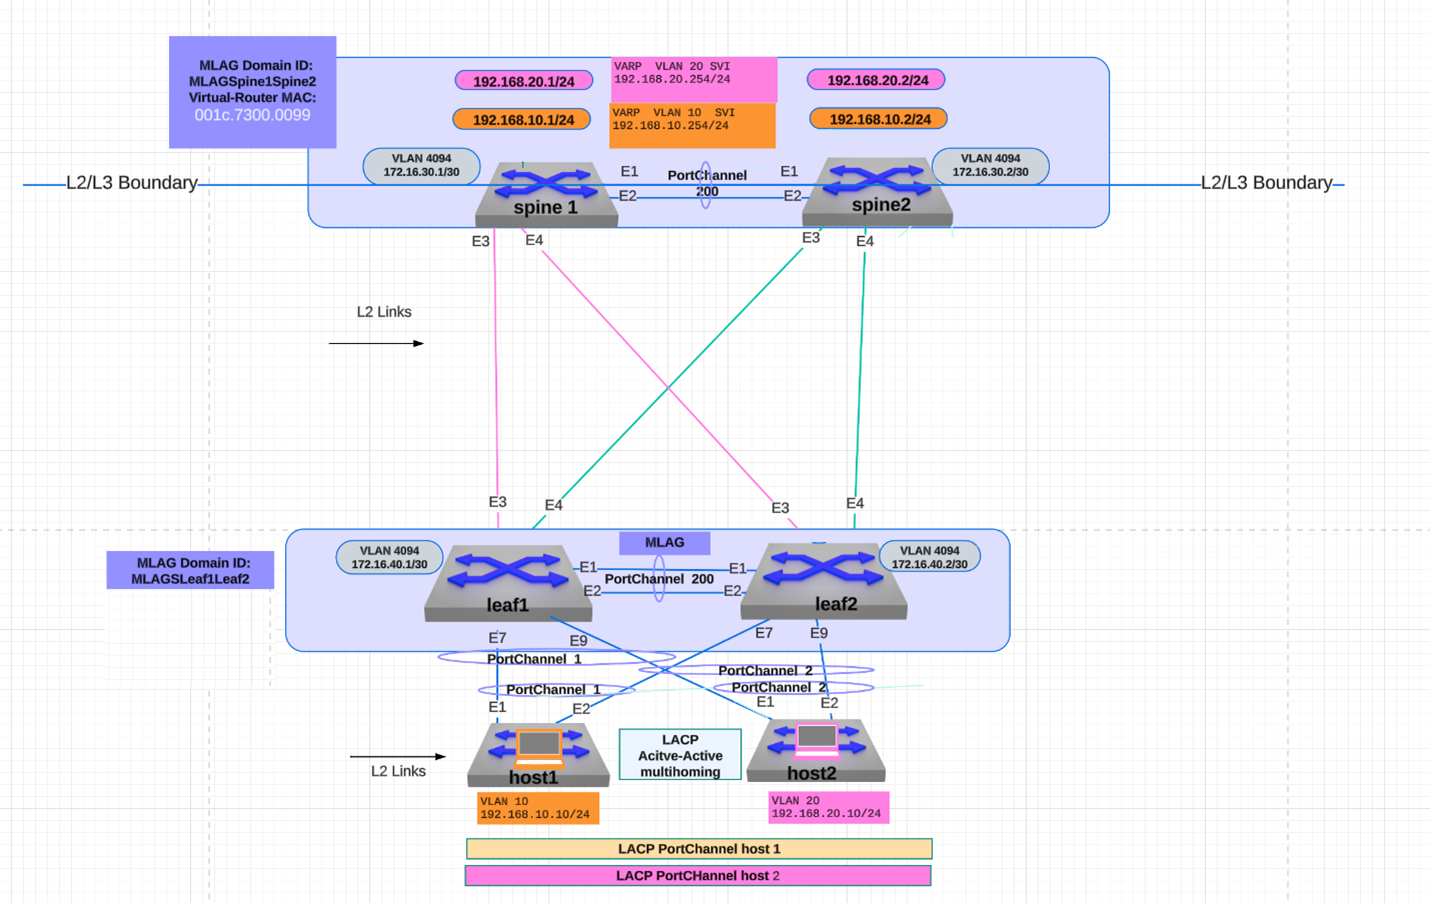 MLAG Domain ID:
MLAGSpine1Spine2
Virtual-Router MAC:
001c.7300.0099
192.168.20.1/24
VARP VLAN 20 SVI
192.168.20.254/24
192.168.20.2/24
192.168.10.1/24
VARP VLAN 10 SVI
192.168.10.254/24
192.168.10.2/24
VLAN 4094
172.16.30.1/30
VLAN 4094
172.16.30.2/30
L2/L3 Boundary
L2/L3 Boundary
E1
PortChannel
200
E1
E2
E2
spine 1
spine2
E3
E4
E3
E4
L2 Links
E3
E4
E3
E4
MLAG Domain ID:
MLAGSLeaf1Leaf2
VLAN 4094
172.16.40.1/30
MLAG
VLAN 4094
172.16.40.2/30
E1
PortChannel 200
E1
E2
E2
leaf1
leaf2
E7
E9
E7
E9
PortChannel 1
PortChannel 2
PortChannel 1
PortChannel 2
E1
E2
E1
E2
L2 Links
LACP
Acitve-Active
multihoming
host1
host2
VLAN 10
192.168.10.10/24
VLAN 20
192.168.20.10/24
LACP PortChannel host 1
LACP PortCHannel host 2